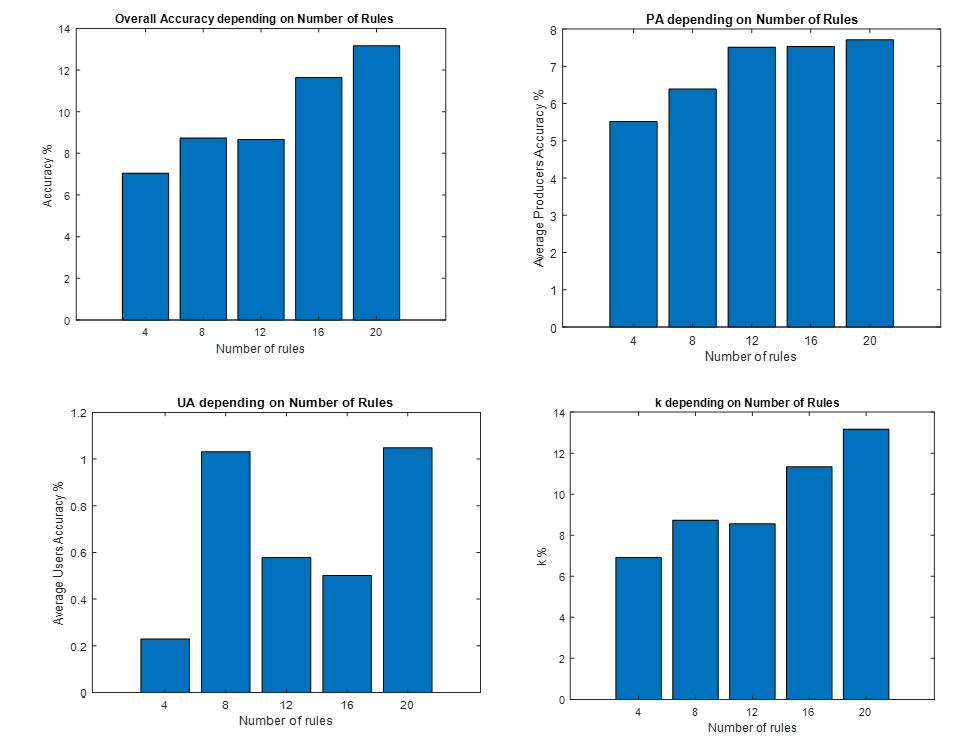 Overall Accuracy depending on Number of Rules
14
12
10
8
6
4
2
0
Accuracy %
4 8 12 16 20
Number of rules
PA depending on Number of Rules
8
7
6
5
4
3
2
1
0
Average Producers Accuracy %
4 8 12 16 20
Number of rules
UA depending on Number of Rules
1.2
1
0.8
0.6
0.4
0.2
0
Average Users Accuracy %
4 8 12 16 20
Number of rules
k depending on Number of Rules
14
12
10
8
6
4
2
0
k %
4 8 12 16 20
Number of rules